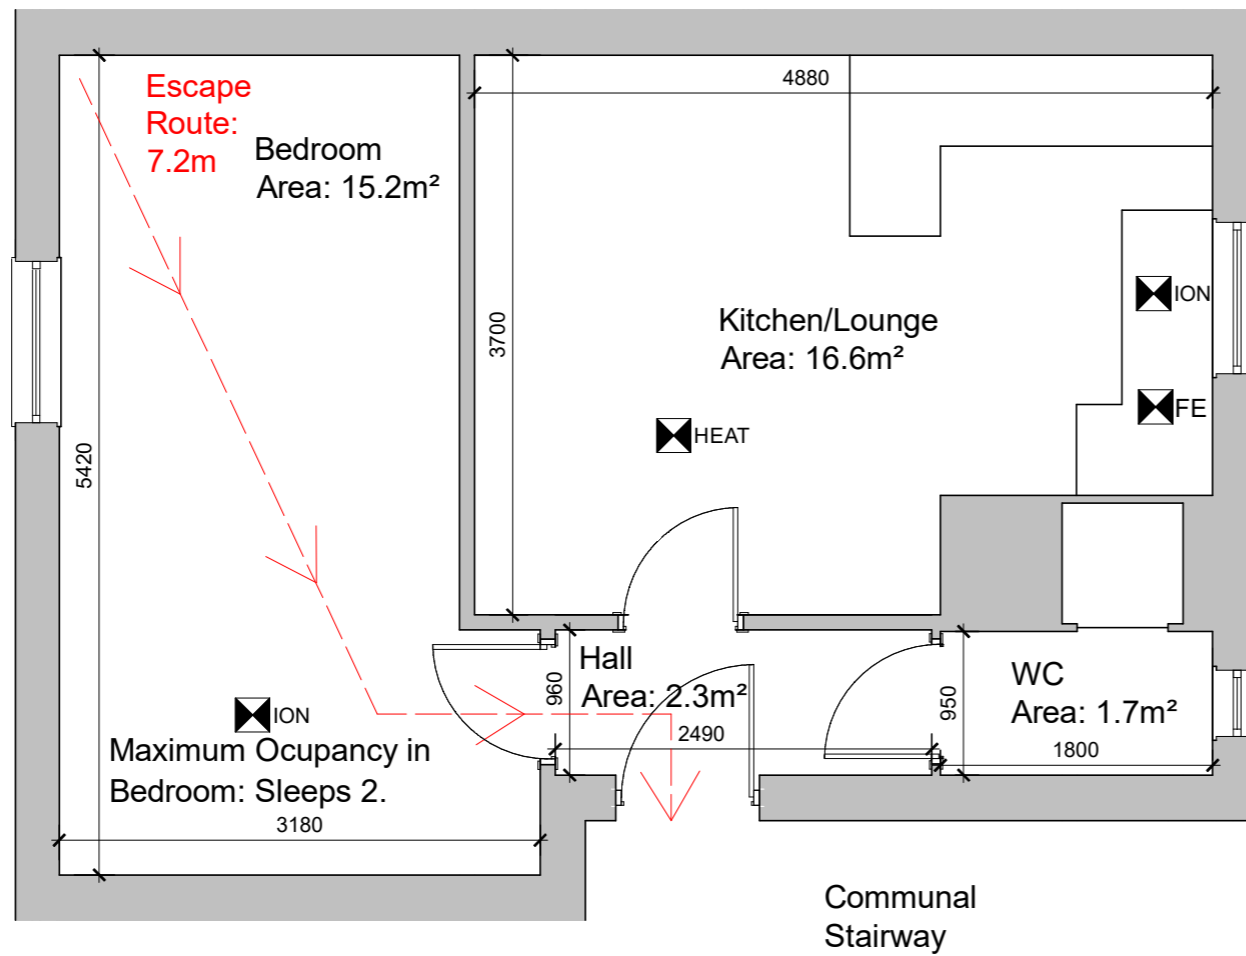 Escape
Route:
7.2m
Bedroom
Area: 15.2m²
4880
3700
Kitchen/Lounge
Area: 16.6m²
ION
FE
HEAT
5420
ION
Maximum Ocupancy in
Bedroom: Sleeps 2.
3180
Hall
Area: 2.3m²
960
2490
WC
Area: 1.7m²
950
1800
Communal
Stairway